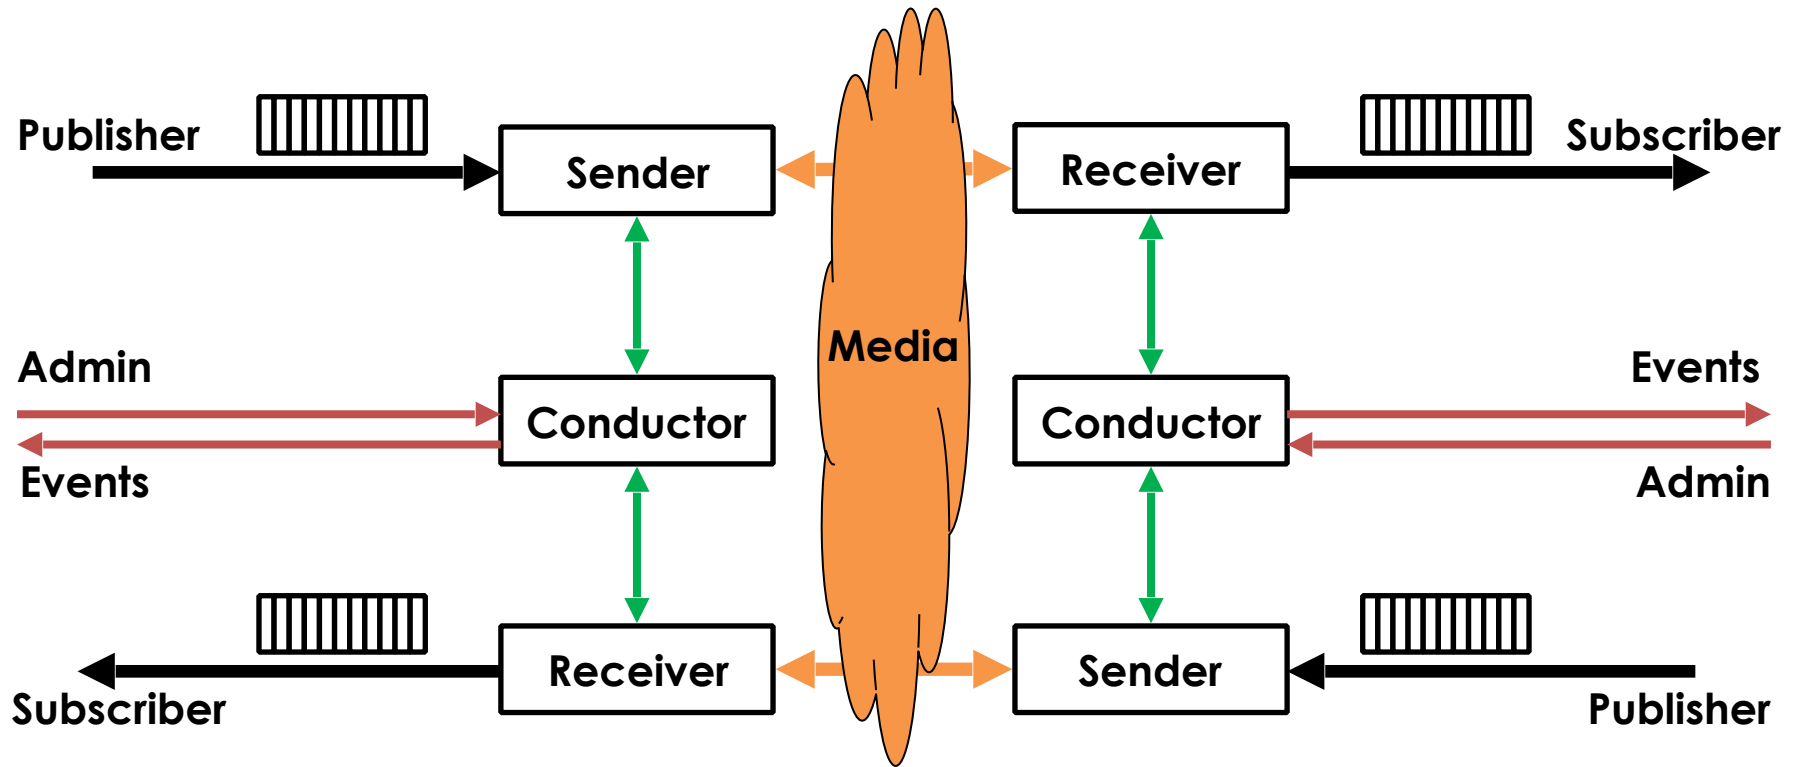 Publisher
Sender
Receiver
Subscriber
Media
Admin
Conductor
Conductor
Events
Events
Admin
Receiver
Sender
Subscriber
Publisher